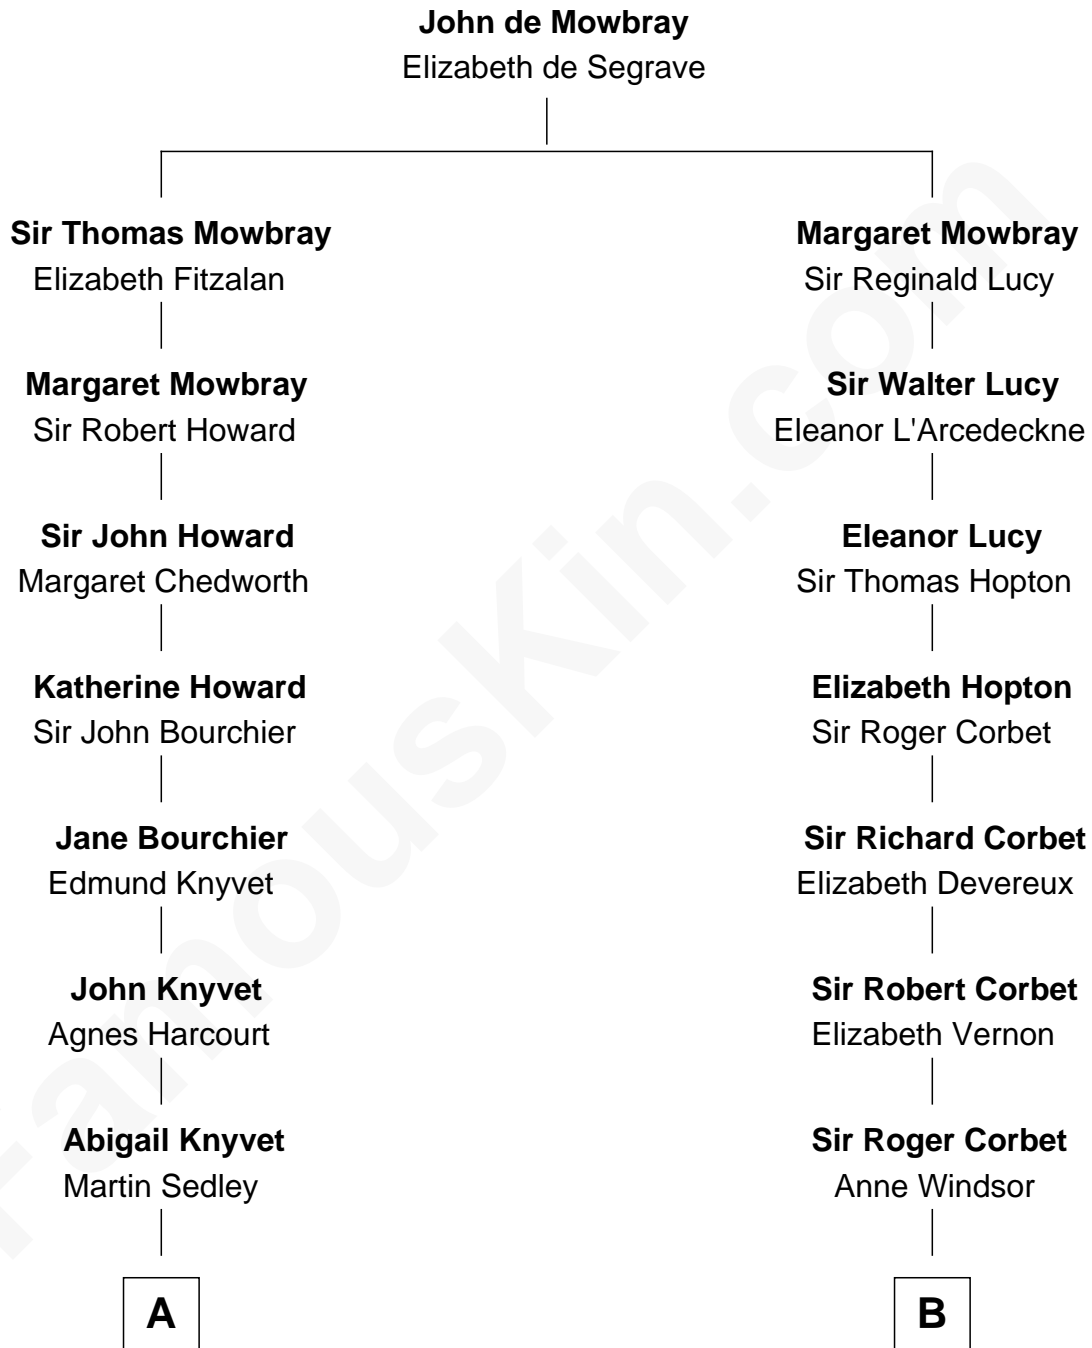 John de Mowbray
Elizabeth de Segrave
Sir Thomas Mowbray
Elizabeth Fitzalan
Margaret Mowbray
Sir Reginald Lucy
Margaret Mowbray
Sir Robert Howard
Sir Walter Lucy
Eleanor L'Arcedeckne
Sir John Howard
Margaret Chedworth
Eleanor Lucy
Sir Thomas Hopton
Katherine Howard
Sir John Bourchier
Elizabeth Hopton
Sir Roger Corbet
Jane Bourchier
Edmund Knyvet
Sir Richard Corbet
Elizabeth Devereux
John Knyvet
Agnes Harcourt
Sir Robert Corbet
Elizabeth Vernon
Abigail Knyvet
Martin Sedley
Sir Roger Corbet
Anne Windsor
A
B
FamousKin.com